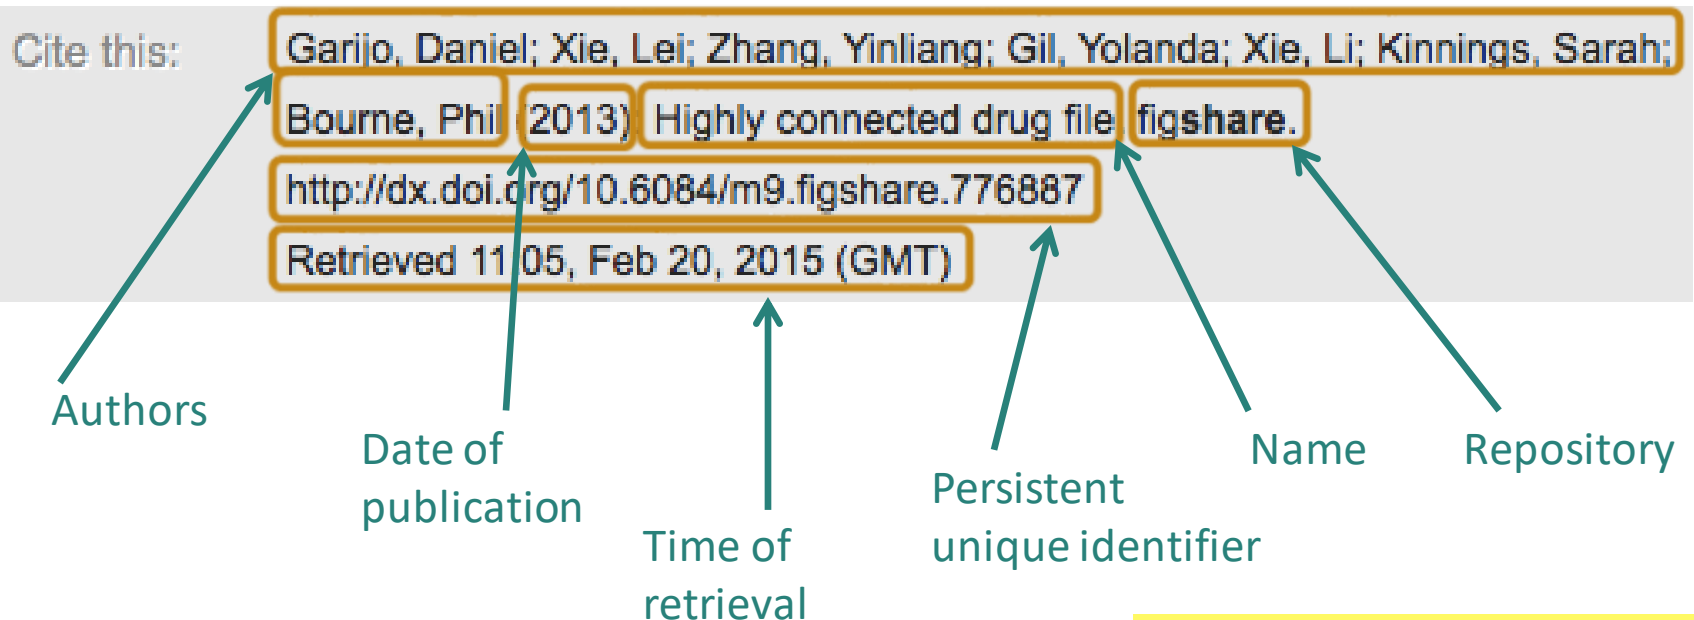 Cite this:
Garijo, Daniel; Xie, Lei; Zhang, Yinliang; Gil, Yolanda; Xie, Li; Kinnings, Sarah;
Bourne, Phil (2013): Highly connected drug file. figshare.
http://dx.doi.org/10.6084/m9.figshare.776887
Retrieved 11:05, Feb 20, 2015 (GMT)
Authors
Date of
publication
Time of
retrieval
Persistent
unique identifier
Name
Repository